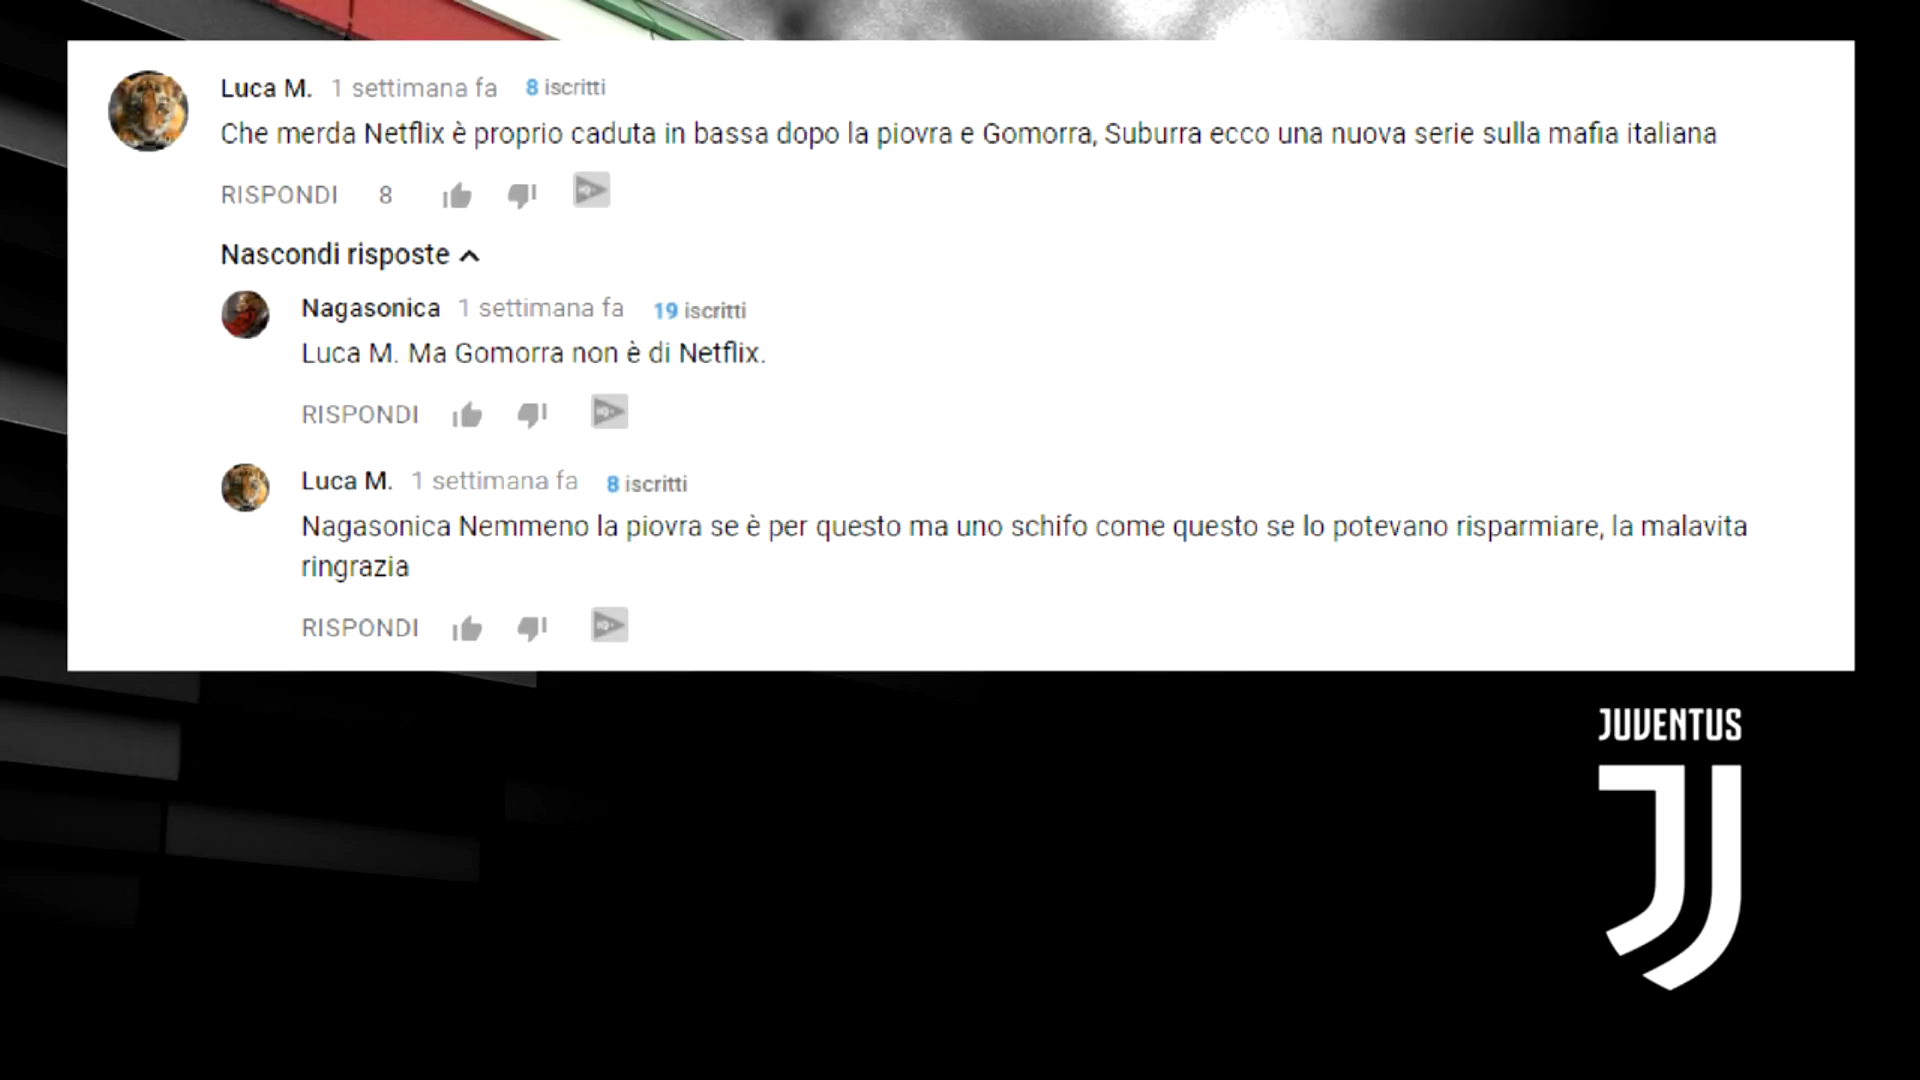 Luca M. 1 settimana fa 8 iscritti
Che merda Netflix è proprio caduta in bassa dopo la piovra e Gomorra, Suburra ecco una nuova serie sulla mafia italiana
RISPONDI 8
Nascondi risposte
Nagasonica 1 settimana fa 19 iscritti
Luca M. Ma Gomorra non è di Netflix.
RISPONDI
Luca M. 1 settimana fa 8 iscritti
Nagasonica Nemmeno la piovra se è per questo ma uno schifo come questo se lo potevano risparmiare, la malavita
ringrazia
RISPONDI
JUVENTUS